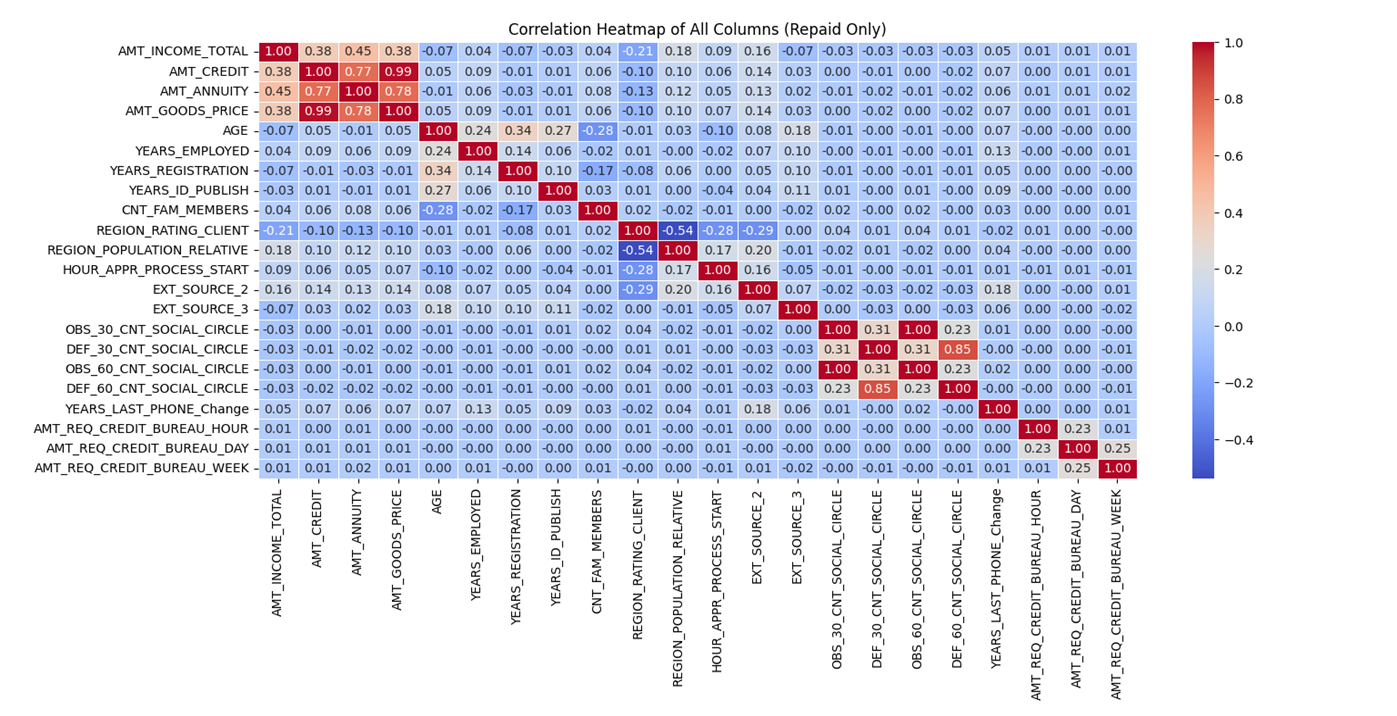 Correlation Heatmap of All Columns (Repaid Only)
AMT_INCOME_TOTAL 1.00 0.38 0.45 0.38 -0.07 0.04 -0.07 -0.03 0.04 -0.21 0.18 0.09 0.16 -0.07 -0.03 -0.03 -0.03 -0.03 0.05 0.01 0.01 0.01
AMT_CREDIT 0.38 1.00 0.77 0.99 0.05 0.09 -0.01 0.01 0.06 -0.10 0.10 0.06 0.14 0.03 0.00 -0.01 0.00 -0.02 0.07 0.00 0.01 0.01
AMT_ANNUITY 0.45 0.77 1.00 0.78 -0.01 0.06 -0.03 -0.01 0.08 -0.13 0.12 0.05 0.13 0.02 -0.01 -0.02 -0.01 -0.02 0.06 0.01 0.01 0.02
AMT_GOODS_PRICE 0.38 0.99 0.78 1.00 0.05 0.09 -0.01 0.01 0.06 -0.10 0.10 0.07 0.14 0.03 0.00 -0.02 0.00 -0.02 0.07 0.00 0.01 0.01
AGE -0.07 0.05 -0.01 0.05 1.00 0.24 0.34 0.27 -0.28 -0.01 0.03 -0.10 0.08 0.18 -0.01 -0.00 -0.01 -0.00 0.07 -0.00 -0.00 0.00
YEARS_EMPLOYED 0.04 0.09 0.06 0.09 0.24 1.00 0.14 0.06 -0.02 0.01 -0.00 -0.02 0.07 0.10 0.00 -0.01 0.00 -0.01 0.13 -0.00 0.00 0.01
YEARS_REGISTRATION -0.07 -0.01 -0.03 -0.01 0.34 0.14 1.00 0.10 -0.17 -0.08 0.06 0.00 0.05 0.10 -0.01 -0.00 -0.01 -0.01 0.05 0.00 -0.00 -0.00
YEARS_ID_PUBLISH -0.03 0.01 -0.01 0.01 0.27 0.06 0.10 1.00 0.03 0.01 0.00 -0.04 0.04 0.11 0.01 -0.00 0.01 -0.00 0.09 -0.00 -0.00 0.00
CNT_FAM_MEMBERS 0.04 0.06 0.08 0.06 -0.28 -0.02 -0.17 0.03 1.00 0.02 -0.02 -0.01 0.00 -0.02 0.02 -0.00 0.02 -0.00 0.03 0.00 0.00 0.01
REGION_RATING_CLIENT -0.21 -0.10 -0.13 -0.10 -0.01 0.01 -0.08 0.01 0.02 1.00 -0.54 -0.28 -0.29 0.00 0.04 0.01 0.04 0.01 -0.02 0.01 0.00 -0.00
REGION_POPULATION_RELATIVE 0.18 0.10 0.12 0.10 0.03 -0.00 0.06 0.00 -0.02 -0.54 1.00 0.17 0.20 -0.01 -0.02 0.01 -0.02 0.00 0.04 -0.00 0.00 -0.00
HOUR_APPR_PROCESS_START 0.09 0.06 0.05 0.07 -0.10 -0.02 0.00 -0.04 -0.01 -0.28 0.17 1.00 0.16 -0.05 -0.01 -0.00 -0.01 -0.01 0.01 -0.01 0.01 -0.01
EXT_SOURCE_2 0.16 0.14 0.13 0.14 0.08 0.07 0.05 0.04 0.00 -0.29 0.20 0.16 1.00 0.07 -0.02 -0.03 -0.02 -0.03 0.18 -0.00 -0.00 0.01
EXT_SOURCE_3 -0.07 0.03 0.02 0.03 0.18 0.10 0.10 0.11 -0.02 0.00 -0.01 -0.05 0.07 1.00 0.00 -0.03 0.00 -0.03 0.06 -0.00 -0.00 -0.02
OBS_30_CNT_SOCIAL_CIRCLE -0.03 0.00 -0.01 0.00 -0.01 0.00 -0.01 0.01 0.02 0.04 -0.02 -0.01 -0.02 0.00 1.00 0.31 1.00 0.23 0.01 -0.00 -0.00 -0.00
DEF_30_CNT_SOCIAL_CIRCLE -0.03 -0.01 -0.02 -0.02 -0.00 -0.01 -0.00 -0.00 -0.00 0.01 0.01 -0.00 -0.03 -0.03 0.31 1.00 0.31 0.85 -0.00 -0.00 -0.00 -0.01
OBS_60_CNT_SOCIAL_CIRCLE -0.03 0.00 -0.01 0.00 -0.01 0.00 -0.01 0.01 0.02 0.04 -0.02 -0.01 -0.02 0.00 1.00 0.31 1.00 0.23 0.02 0.00 -0.00 -0.00
DEF_60_CNT_SOCIAL_CIRCLE -0.03 -0.02 -0.02 -0.02 -0.00 -0.01 -0.01 -0.00 -0.00 0.01 0.00 -0.01 -0.03 -0.03 0.23 0.85 0.23 1.00 -0.00 0.00 -0.00 -0.01
YEARS_LAST_PHONE_Change 0.05 0.07 0.06 0.07 0.07 0.13 0.05 0.09 0.03 -0.02 0.04 0.01 0.18 0.06 0.01 -0.00 0.02 -0.00 1.00 0.00 0.00 0.01
AMT_REQ_CREDIT_BUREAU_HOUR 0.01 0.00 0.01 0.00 -0.00 -0.00 0.00 -0.00 0.00 0.01 -0.00 -0.01 -0.00 -0.00 -0.00 -0.00 0.00 0.00 0.00 1.00 0.23 0.01
AMT_REQ_CREDIT_BUREAU_DAY 0.01 0.01 0.01 0.01 -0.00 0.00 -0.00 -0.00 0.00 0.00 0.00 0.01 -0.00 -0.00 -0.00 -0.00 -0.00 -0.00 0.00 0.23 1.00 0.25
AMT_REQ_CREDIT_BUREAU_WEEK 0.01 0.01 0.02 0.01 0.00 0.01 -0.00 0.00 0.01 -0.00 -0.00 -0.01 0.01 -0.02 -0.00 -0.01 -0.00 -0.01 0.01 0.01 0.25 1.00
AMT_INCOME_TOTAL
AMT_CREDIT
AMT_ANNUITY
AMT_GOODS_PRICE
AGE
YEARS_EMPLOYED
YEARS_REGISTRATION
YEARS_ID_PUBLISH
CNT_FAM_MEMBERS
REGION_RATING_CLIENT
REGION_POPULATION_RELATIVE
HOUR_APPR_PROCESS_START
EXT_SOURCE_2
EXT_SOURCE_3
OBS_30_CNT_SOCIAL_CIRCLE
DEF_30_CNT_SOCIAL_CIRCLE
OBS_60_CNT_SOCIAL_CIRCLE
DEF_60_CNT_SOCIAL_CIRCLE
YEARS_LAST_PHONE_Change
AMT_REQ_CREDIT_BUREAU_HOUR
AMT_REQ_CREDIT_BUREAU_DAY
AMT_REQ_CREDIT_BUREAU_WEEK
1.0
0.8
0.6
0.4
0.2
0.0
−0.2
−0.4